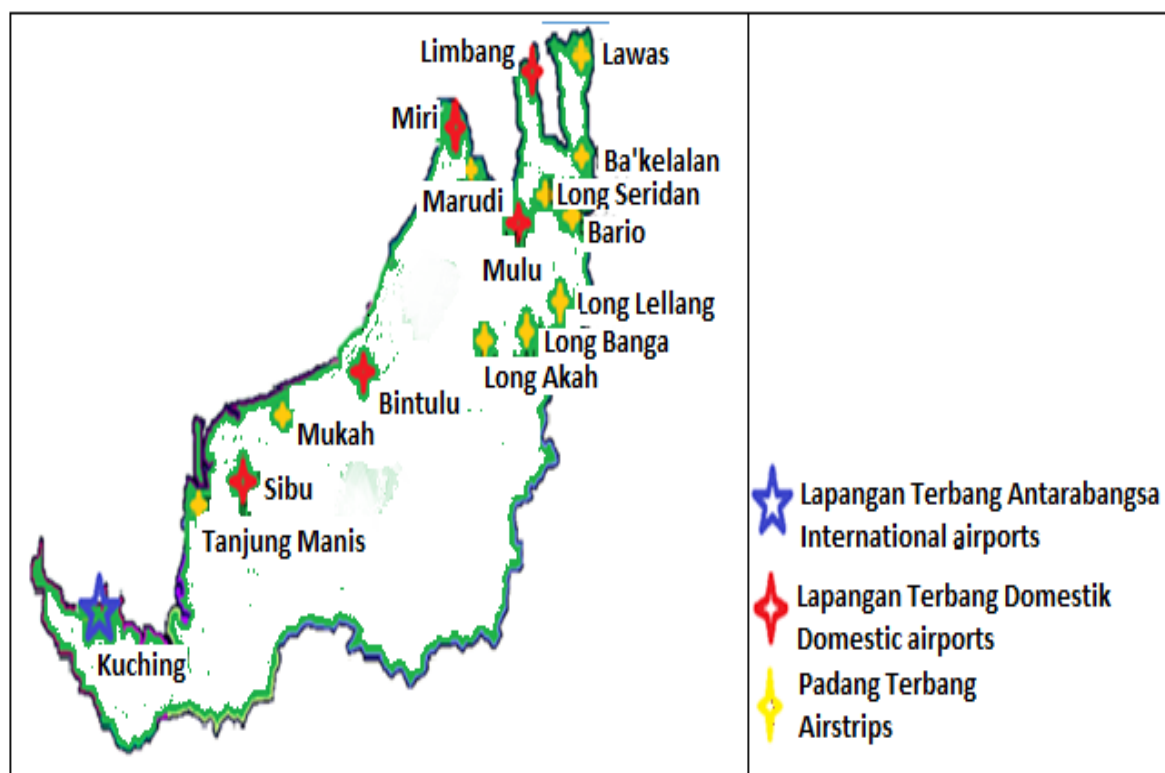 Limbang
Lawas
Miri
Ba'kelalan
Marudi
Long Seridan
Bario
Mulu
Long Lellang
Long Banga
Long Akah
Bintulu
Mukah
Sibu
Tanjung Manis
Kuching
Lapangan Terbang Antarabangsa
International airports
Lapangan Terbang Domestik
Domestic airports
Padang Terbang
Airstrips